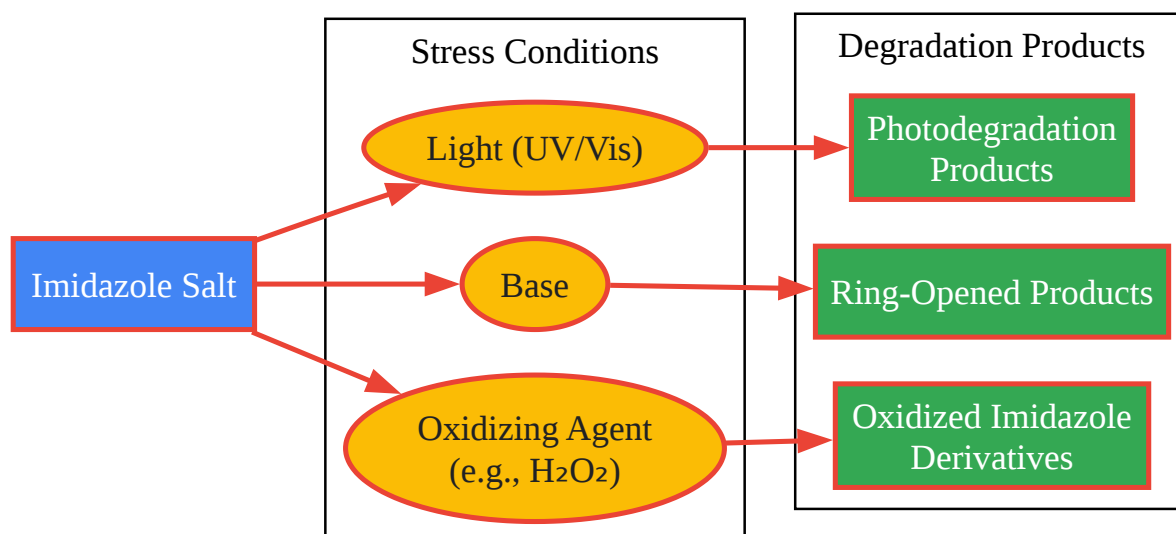 Stress Conditions
Degradation Products
Imidazole Salt
Light (UV/Vis)
Base
Oxidizing Agent
(e.g., H₂O₂)
Photodegradation
Products
Ring-Opened Products
Oxidized Imidazole
Derivatives